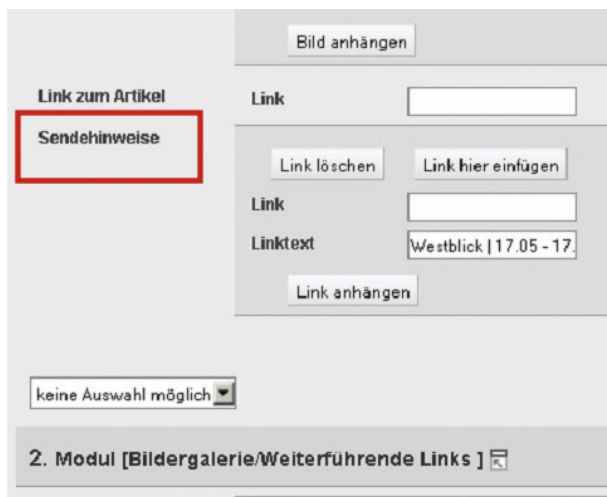 Bild anhängen
Link zum Artikel Link
Sendehinweise
Link löschen Link hier einfügen
Link
Linktext Westblick | 17.05 - 17.
Link anhängen
keine Auswahl möglich
2. Modul [Bildergalerie/Weiterführende Links ]